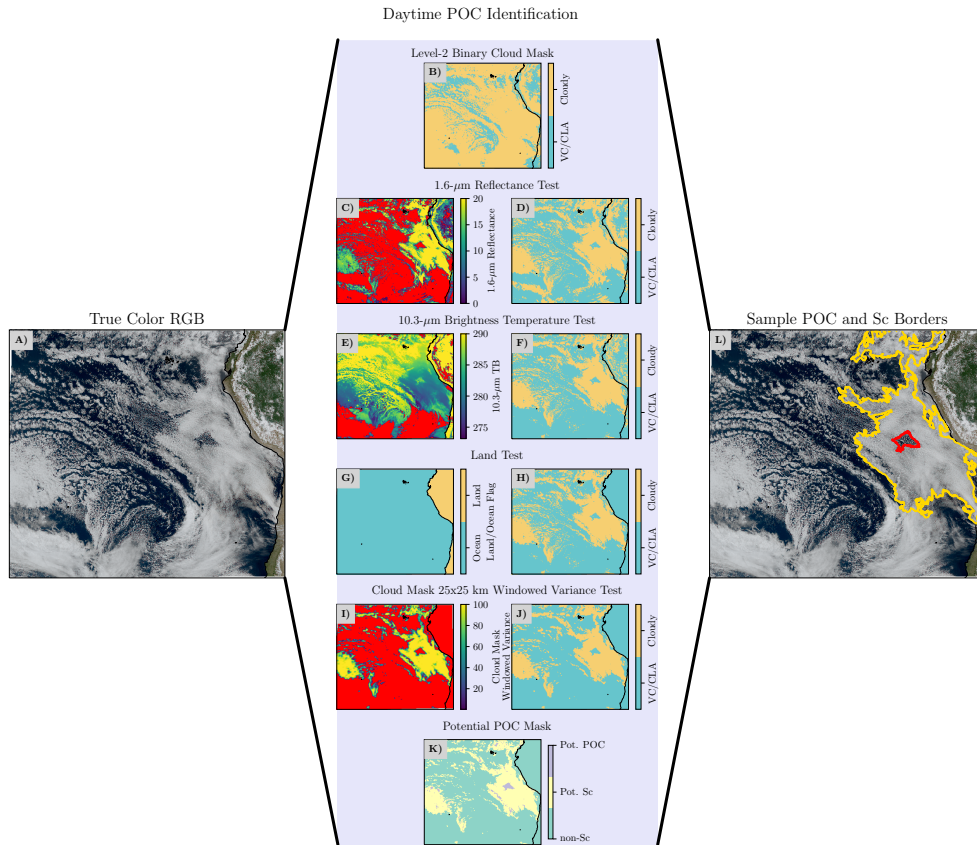 Daytime POC Identification
Level-2 Binary Cloud Mask
B)
Cloudy
VC/CLA
1.6-μm Reflectance Test
C)
20
15
10
5
0
1.6-μm Reflectance
D)
Cloudy
VC/CLA
True Color RGB
A)
10.3-μm Brightness Temperature Test
E)
290
285
280
275
10.3-μm TB
F)
Cloudy
VC/CLA
Sample POC and Sc Borders
L)
Land Test
G)
Land
Ocean
Land/Ocean Flag
H)
Cloudy
VC/CLA
Cloud Mask 25x25 km Windowed Variance Test
I)
100
80
60
40
20
Cloud Mask
Windowed Variance
J)
Cloudy
VC/CLA
Potential POC Mask
K)
Pot. POC
Pot. Sc
non-Sc